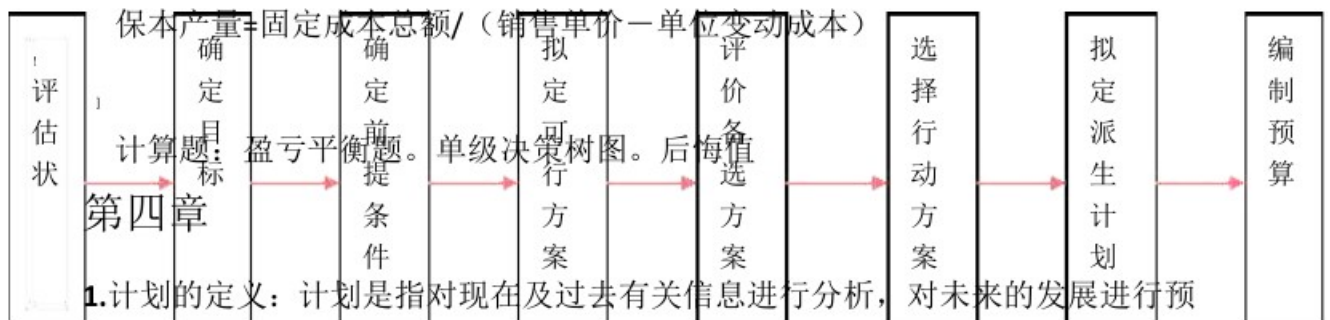 保本产量=固定成本总额/（销售单价－单位变动成本）
评估状
确定目标
确定前提条件
拟定可行方案
评价备选方案
选择行动方案
拟定派生计划
编制预算
计算题：盈亏平衡题。单级决策树图。后悔值
第四章
1.计划的定义：计划是指对现在及过去有关信息进行分析，对未来的发展进行预